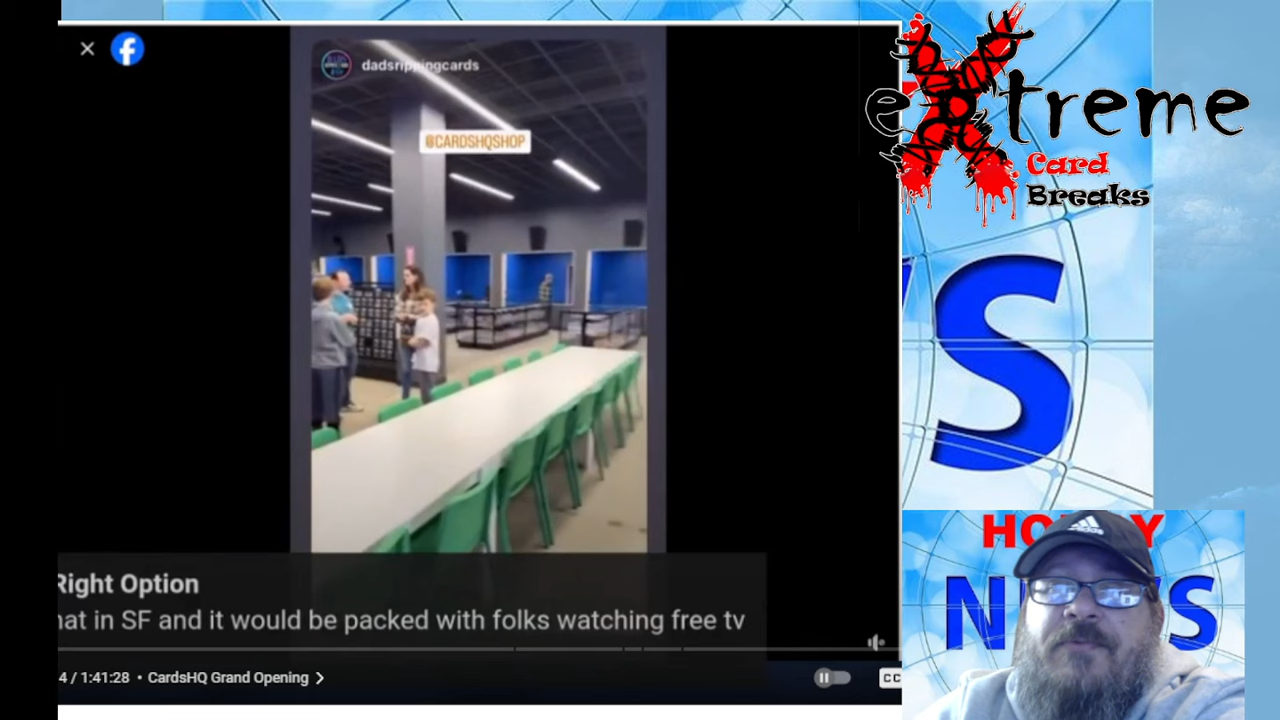 dadsrippingcards
@CARDSHQSHOP
eXtreme
Card
Breaks
S
Right Option
hat in SF and it would be packed with folks watching free tv
4 / 1:41:28 • CardsHQ Grand Opening
CC
adidas